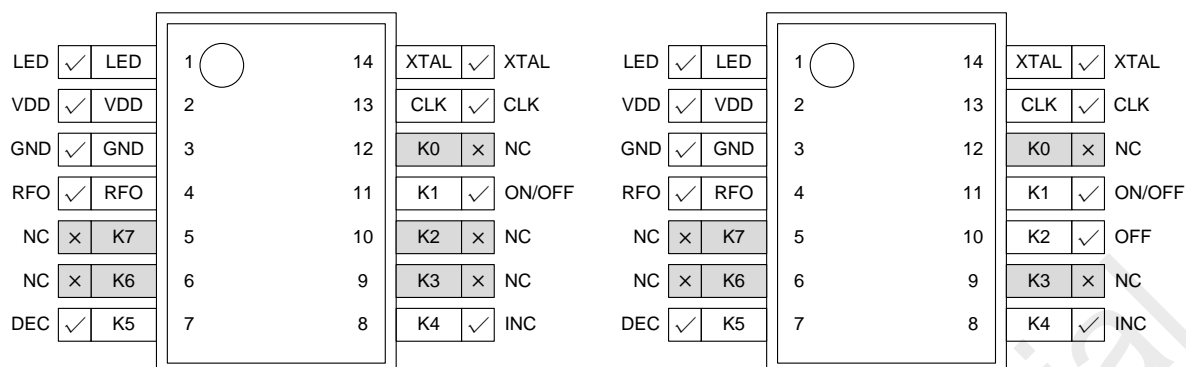 LED ✓ LED 1 14 XTAL ✓ XTAL LED ✓ LED 1 14 XTAL ✓ XTAL
VDD ✓ VDD 2 13 CLK ✓ CLK VDD ✓ VDD 2 13 CLK ✓ CLK
GND ✓ GND 3 12 K0 × NC GND ✓ GND 3 12 K0 × NC
RFO ✓ RFO 4 11 K1 ✓ ON/OFF RFO ✓ RFO 4 11 K1 ✓ ON/OFF
NC × K7 5 10 K2 × NC NC × K7 5 10 K2 ✓ OFF
NC × K6 6 9 K3 × NC NC × K6 6 9 K3 × NC
DEC ✓ K5 7 8 K4 ✓ INC DEC ✓ K5 7 8 K4 ✓ INC